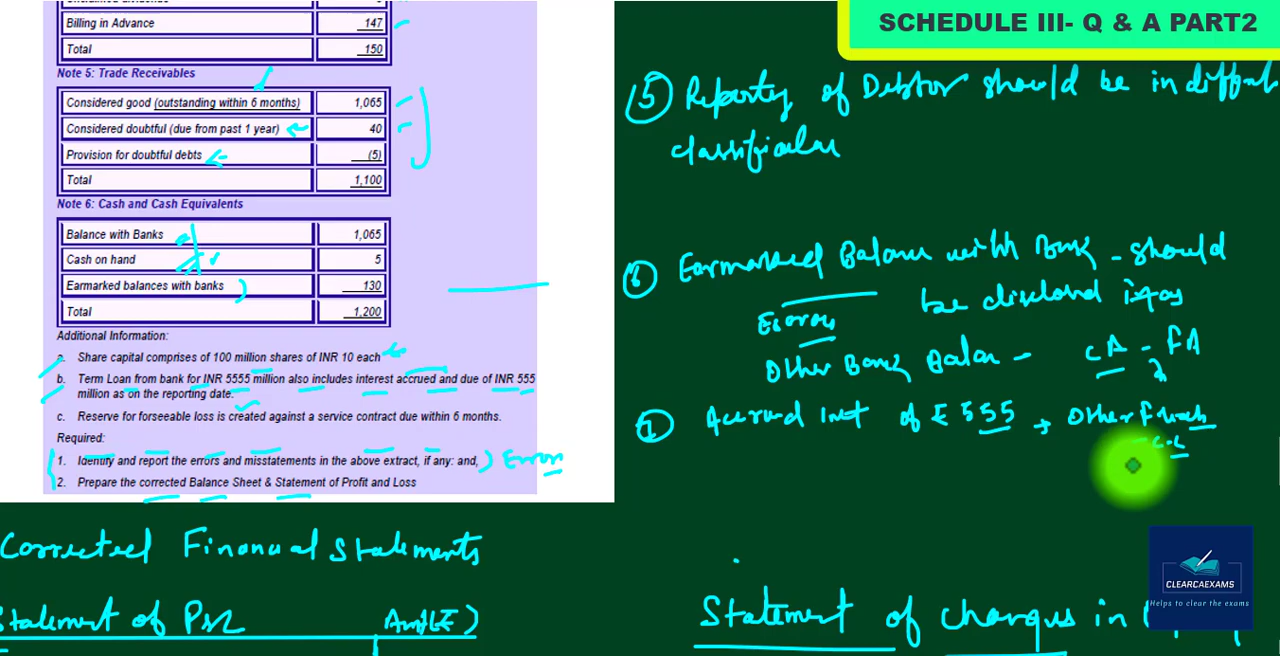 SCHEDULE III- Q & A PART2
Billing in Advance 147
Total 150
Note 5: Trade Receivables
Considered good (outstanding within 6 months) 1,065
Considered doubtful (due from past 1 year) 40
Provision for doubtful debts (5)
Total 1,100
Note 6: Cash and Cash Equivalents
Balance with Banks 1,065
Cash on hand 5
Earmarked balances with banks 130
Total 1,200
Additional Information:
a. Share capital comprises of 100 million shares of INR 10 each
b. Term Loan from bank for INR 5555 million also includes interest accrued and due of INR 555
million as on the reporting date.
c. Reserve for forseeable loss is created against a service contract due within 6 months.
Required:
1. Identify and report the errors and misstatements in the above extract, if any: and, Error
2. Prepare the corrected Balance Sheet & Statement of Profit and Loss
5 Reporting of Debtor should be in
6 Earmarked Balance with Bank - should
be disclosed
Other Bank Balan - CA - FA
of 555 Other
Corrected Financial Statements
Statement of P&L Amt
Statement of changes in
CLEARCAEXAMS
Helps to clear the exams